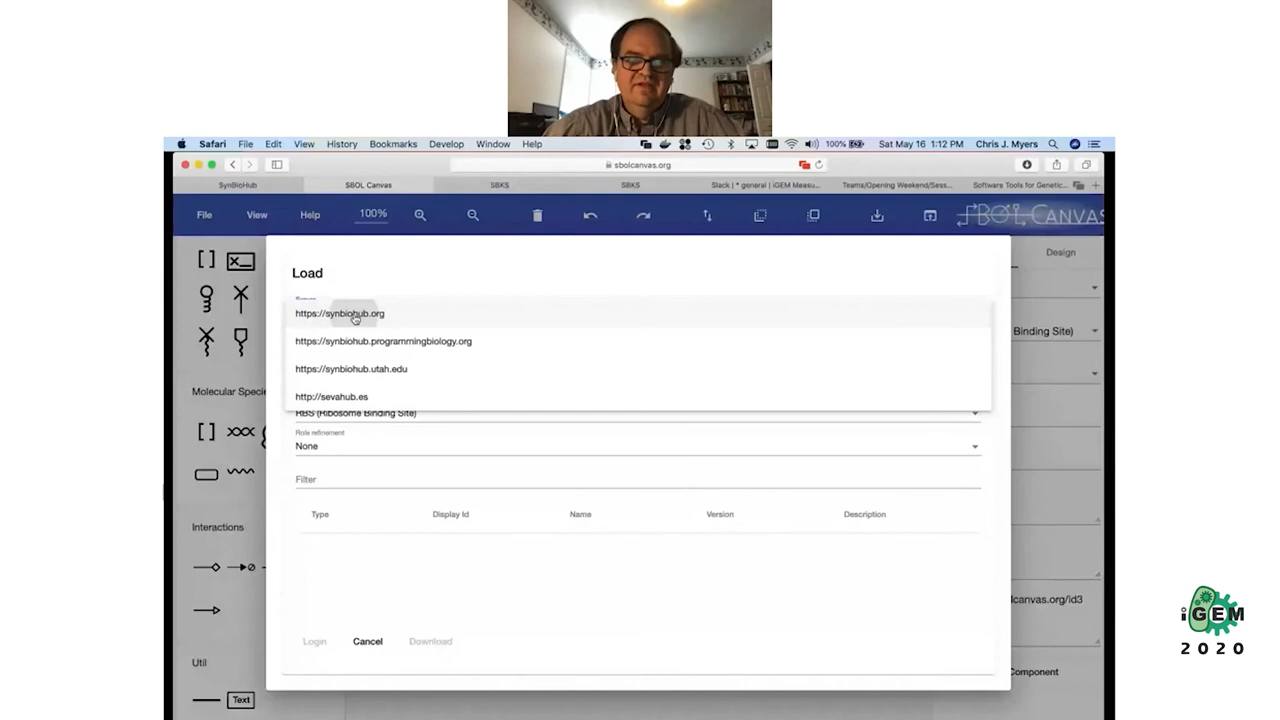 Safari File Edit View History Bookmarks Develop Window Help 100% Sat May 16 1:12 PM Chris J. Myers
sbolcanvas.org
SynBioHub SBOL Canvas SBKS SBKS Slack | * general | iGEM Measu... Teams/Opening Weekend/Sess... Software Tools for Genetic...
File View Help 100% SBOL CANVAS
Design
Load
Server
https://synbiohub.org
https://synbiohub.programmingbiology.org
Binding Site)
https://synbiohub.utah.edu
http://sevahub.es
Molecular Specie
RBS (Ribosome Binding Site)
Role refinement
None
Filter
Type Display Id Name Version Description
Interactions
lcanvas.org/id3
Login Cancel Download
Util
Component
Text
iGEM
2020